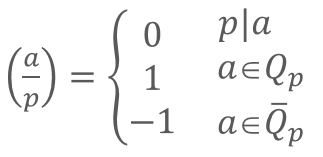 0 p|a
(a/p) = { 1 a∈Q_p
−1 a∈Q̄_p